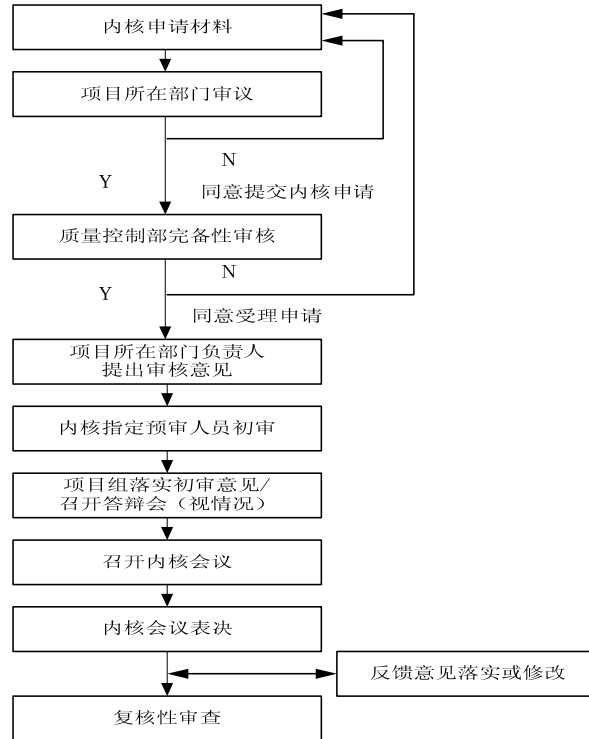 内核申请材料
项目所在部门审议
N
Y
同意提交内核申请
质量控制部完备性审核
N
Y
同意受理申请
项目所在部门负责人
提出审核意见
内核指定预审人员初审
项目组落实初审意见/
召开答辩会（视情况）
召开内核会议
内核会议表决
反馈意见落实或修改
复核性审查